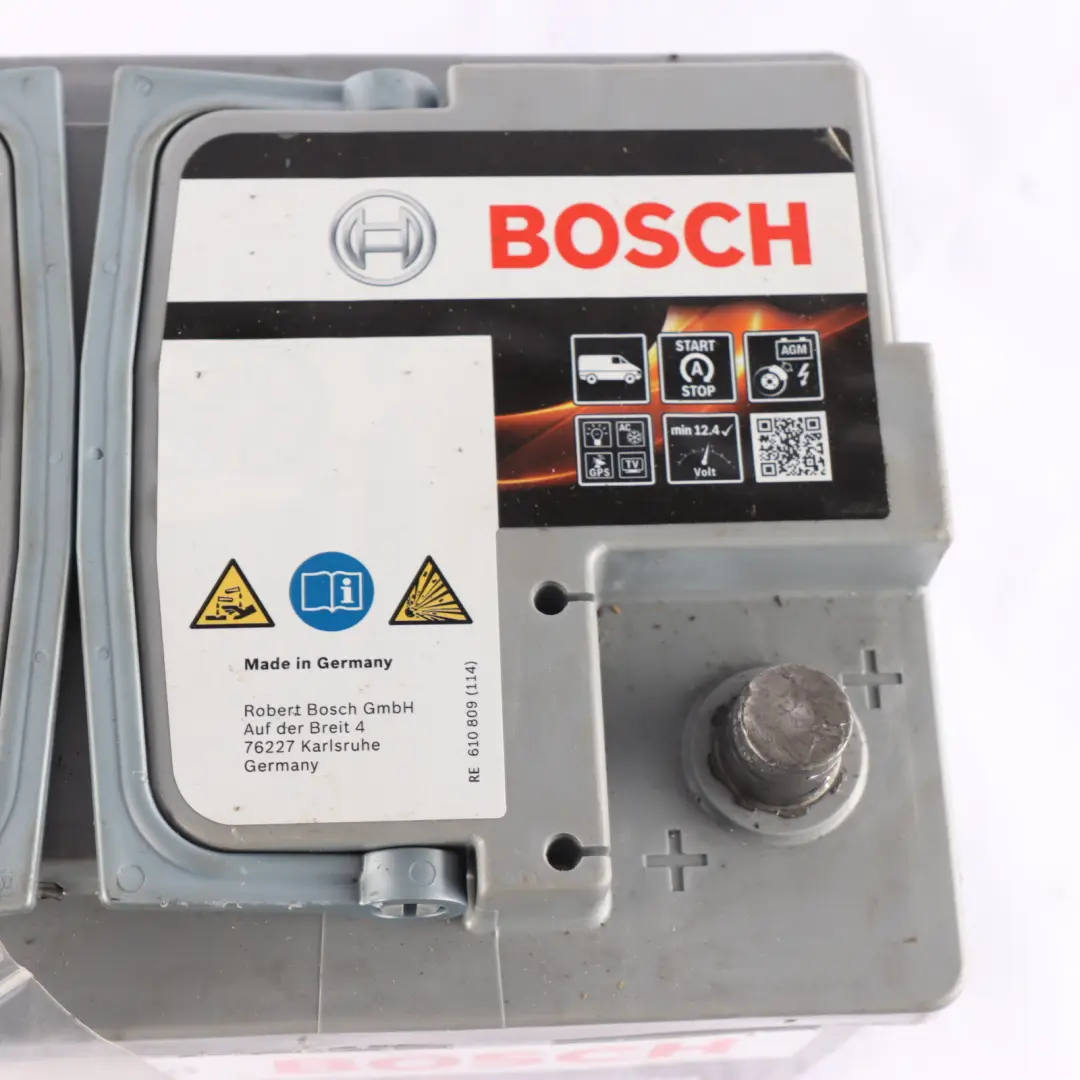 BOSCH
START
A
STOP
AGM
AC
GPS
TV
min 12.4 ✓
Volt
Made in Germany
Robert Bosch GmbH
Auf der Breit 4
76227 Karlsruhe
Germany
RE 610 809 (114)
+
+
BOSCH